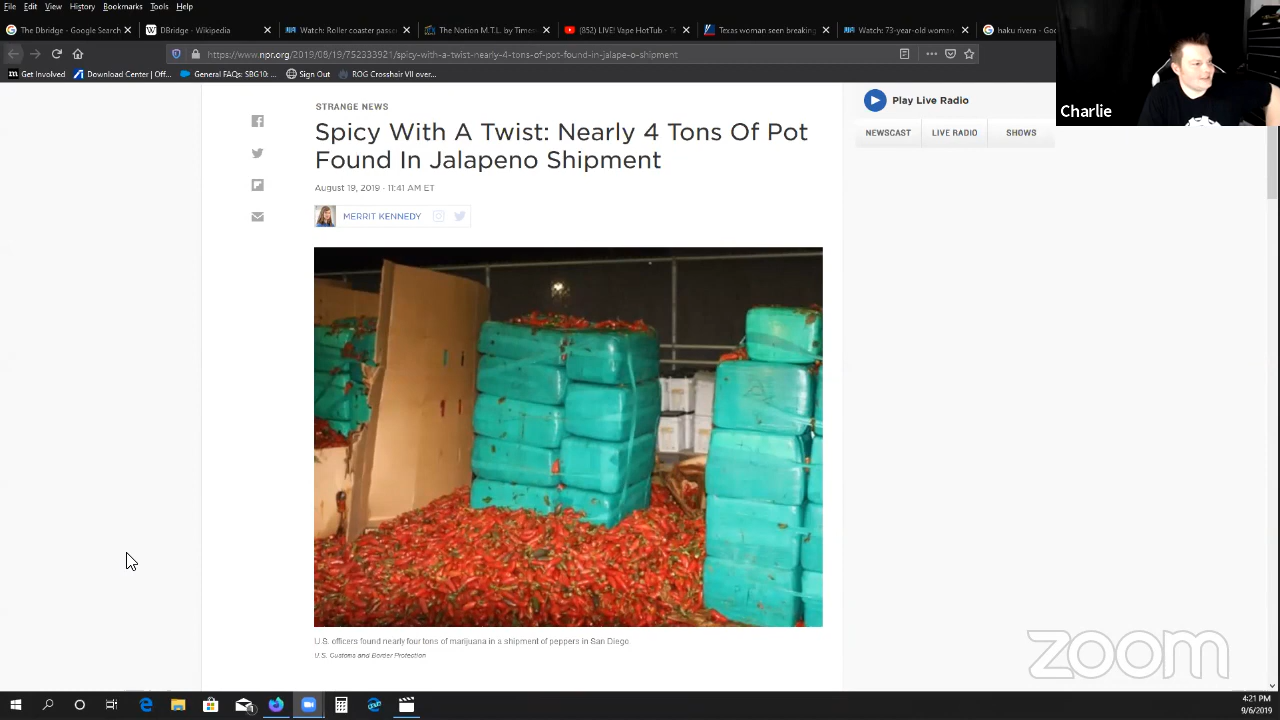 File Edit View History Bookmarks Tools Help
The Dbridge - Google Search
DBridge - Wikipedia
Watch: Roller coaster passe
The Notion M.T.L. by Times
(852) LIVE! Vape HotTub -
Texas woman seen breaking
Watch: 73-year-old woman
haku rivera - Goo
https://www.npr.org/2019/08/19/752333921/spicy-with-a-twist-nearly-4-tons-of-pot-found-in-jalape-o-shipment
Get Involved
Download Center | Off...
General FAQs: SBG10: ...
Sign Out
ROG Crosshair VII over...
Charlie
Play Live Radio
NEWSCAST LIVE RADIO SHOWS
STRANGE NEWS
Spicy With A Twist: Nearly 4 Tons Of Pot
Found In Jalapeno Shipment
August 19, 2019 · 11:41 AM ET
MERRIT KENNEDY
U.S. officers found nearly four tons of marijuana in a shipment of peppers in San Diego
U.S. Customs and Border Protection
zoom
4:21 PM
9/6/2019